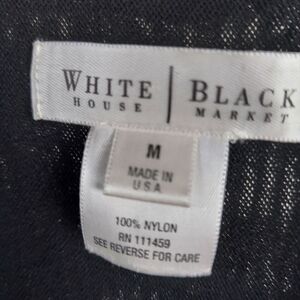 WHITE | BLACK
HOUSE MARKET
M
MADE IN
U.S.A
100% NYLON
RN 111459
SEE REVERSE FOR CARE